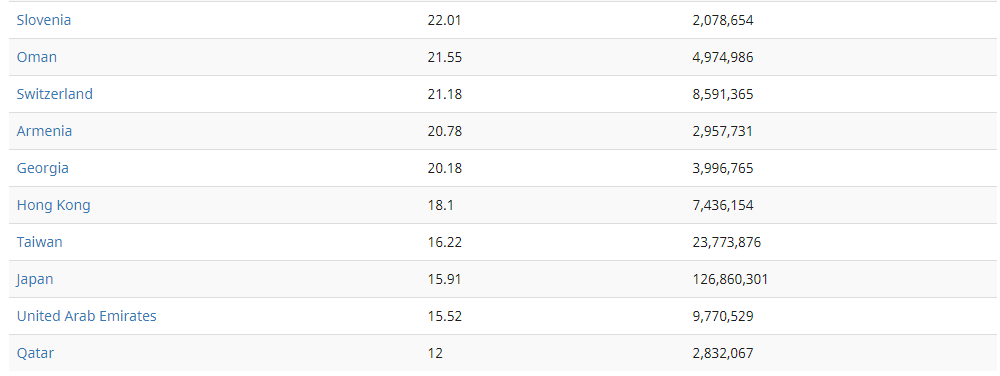 Slovenia 22.01 2,078,654
Oman 21.55 4,974,986
Switzerland 21.18 8,591,365
Armenia 20.78 2,957,731
Georgia 20.18 3,996,765
Hong Kong 18.1 7,436,154
Taiwan 16.22 23,773,876
Japan 15.91 126,860,301
United Arab Emirates 15.52 9,770,529
Qatar 12 2,832,067